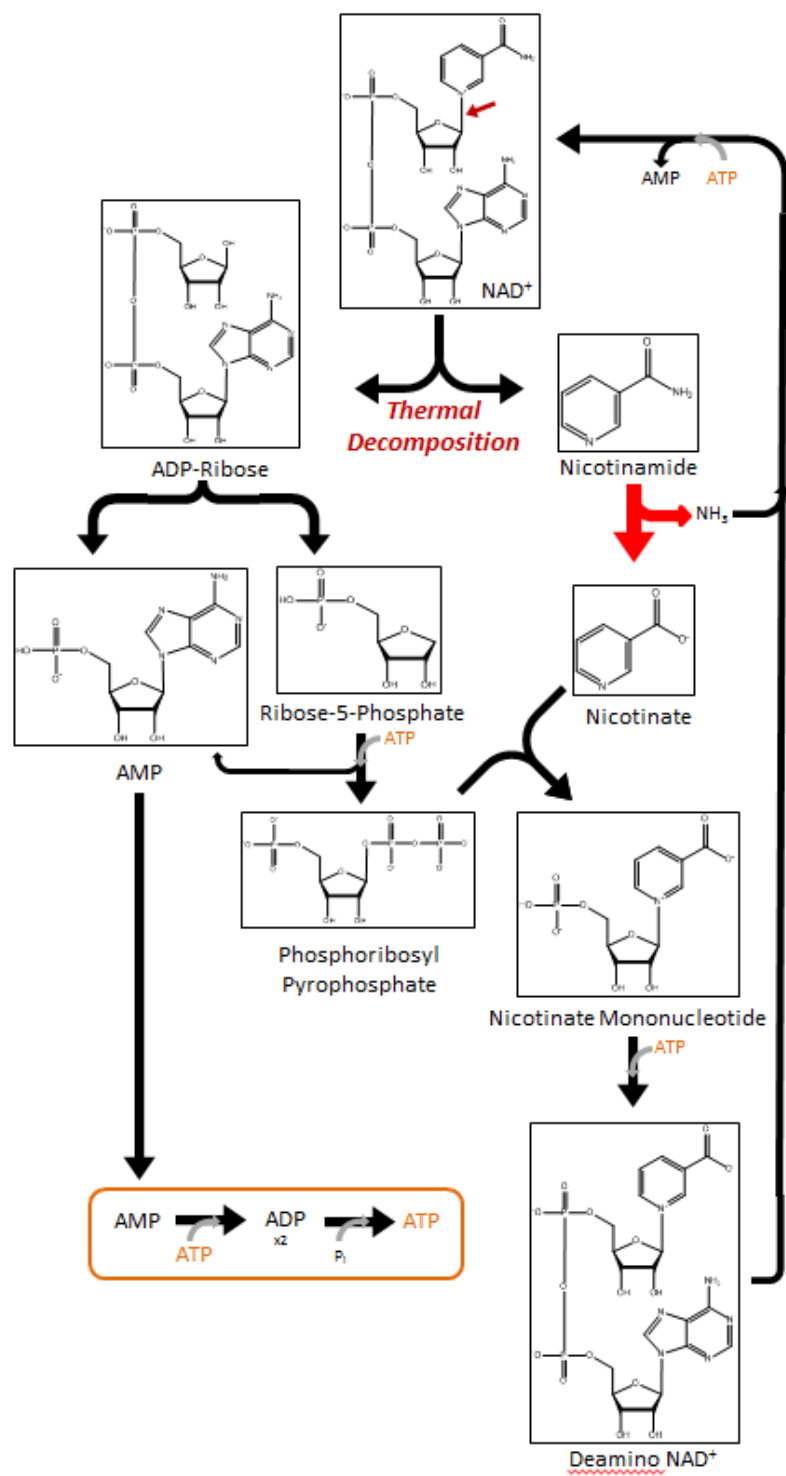 NAD+
AMP
ATP
Thermal
Decomposition
ADP-Ribose
Nicotinamide
NH3
AMP
Ribose-5-Phosphate
Nicotinate
ATP
Phosphoribosyl
Pyrophosphate
Nicotinate Mononucleotide
ATP
AMP
ATP
ADP
x2
Pi
ATP
Deamino NAD+